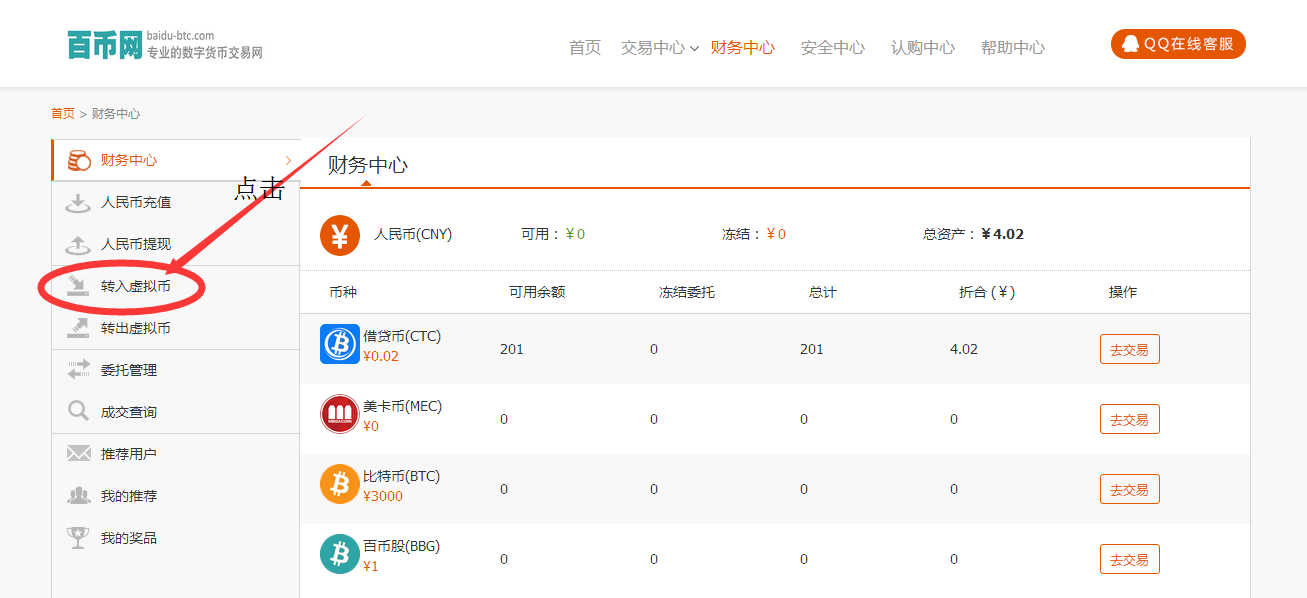 百币网
baidu-btc.com
专业的数字货币交易网
首页 交易中心 财务中心 安全中心 认购中心 帮助中心
QQ在线客服
首页 > 财务中心
财务中心
人民币充值
点击
人民币提现
转入虚拟币
转出虚拟币
委托管理
成交查询
推荐用户
我的推荐
我的奖品
财务中心
人民币(CNY) 可用：￥0 冻结：￥0 总资产：￥4.02
币种 可用余额 冻结委托 总计 折合 (￥) 操作
借贷币(CTC)
¥0.02
201 0 201 4.02 去交易
美卡币(MEC)
¥0
0 0 0 0 去交易
比特币(BTC)
¥3000
0 0 0 0 去交易
百币股(BBG)
¥1
0 0 0 0 去交易